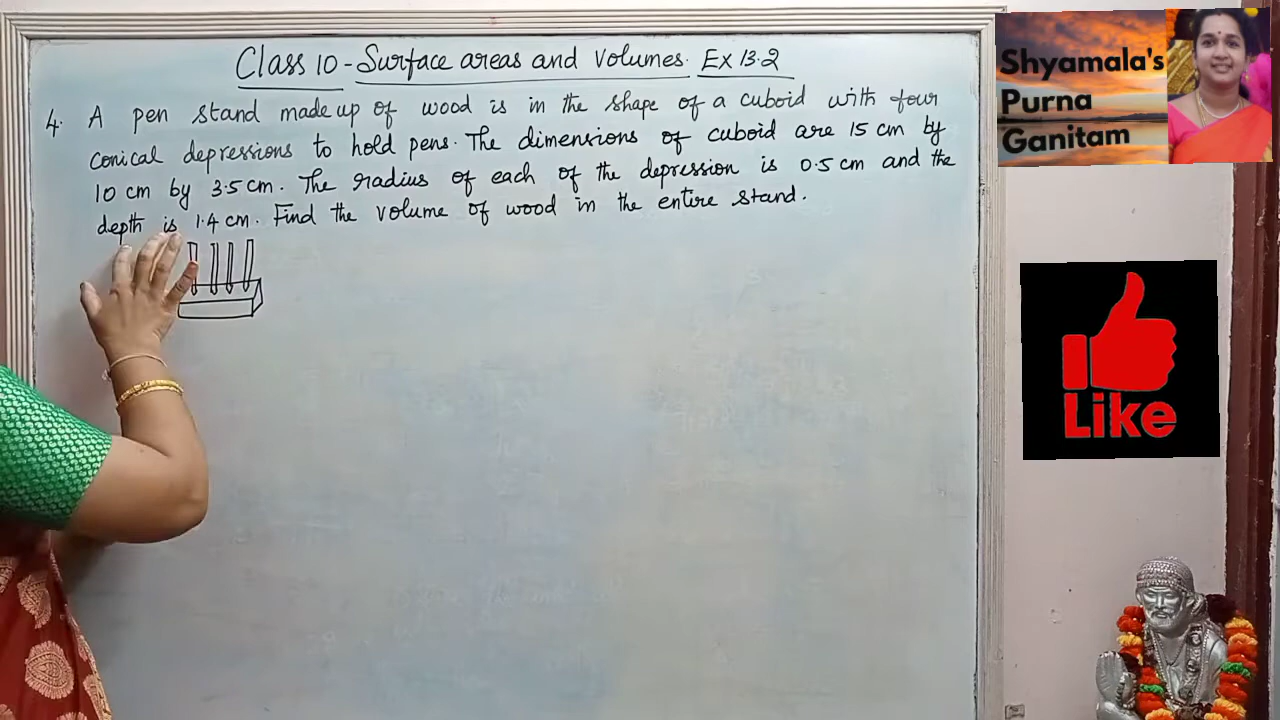 Class 10 - Surface areas and volumes. Ex 13.2
4. A pen stand made up of wood is in the shape of a cuboid with four
conical depressions to hold pens. The dimensions of cuboid are 15 cm by
10 cm by 3.5 cm. The radius of each of the depression is 0.5 cm and the
depth is 1.4 cm. Find the volume of wood in the entire stand.
Shyamala's
Purna
Ganitam
Like